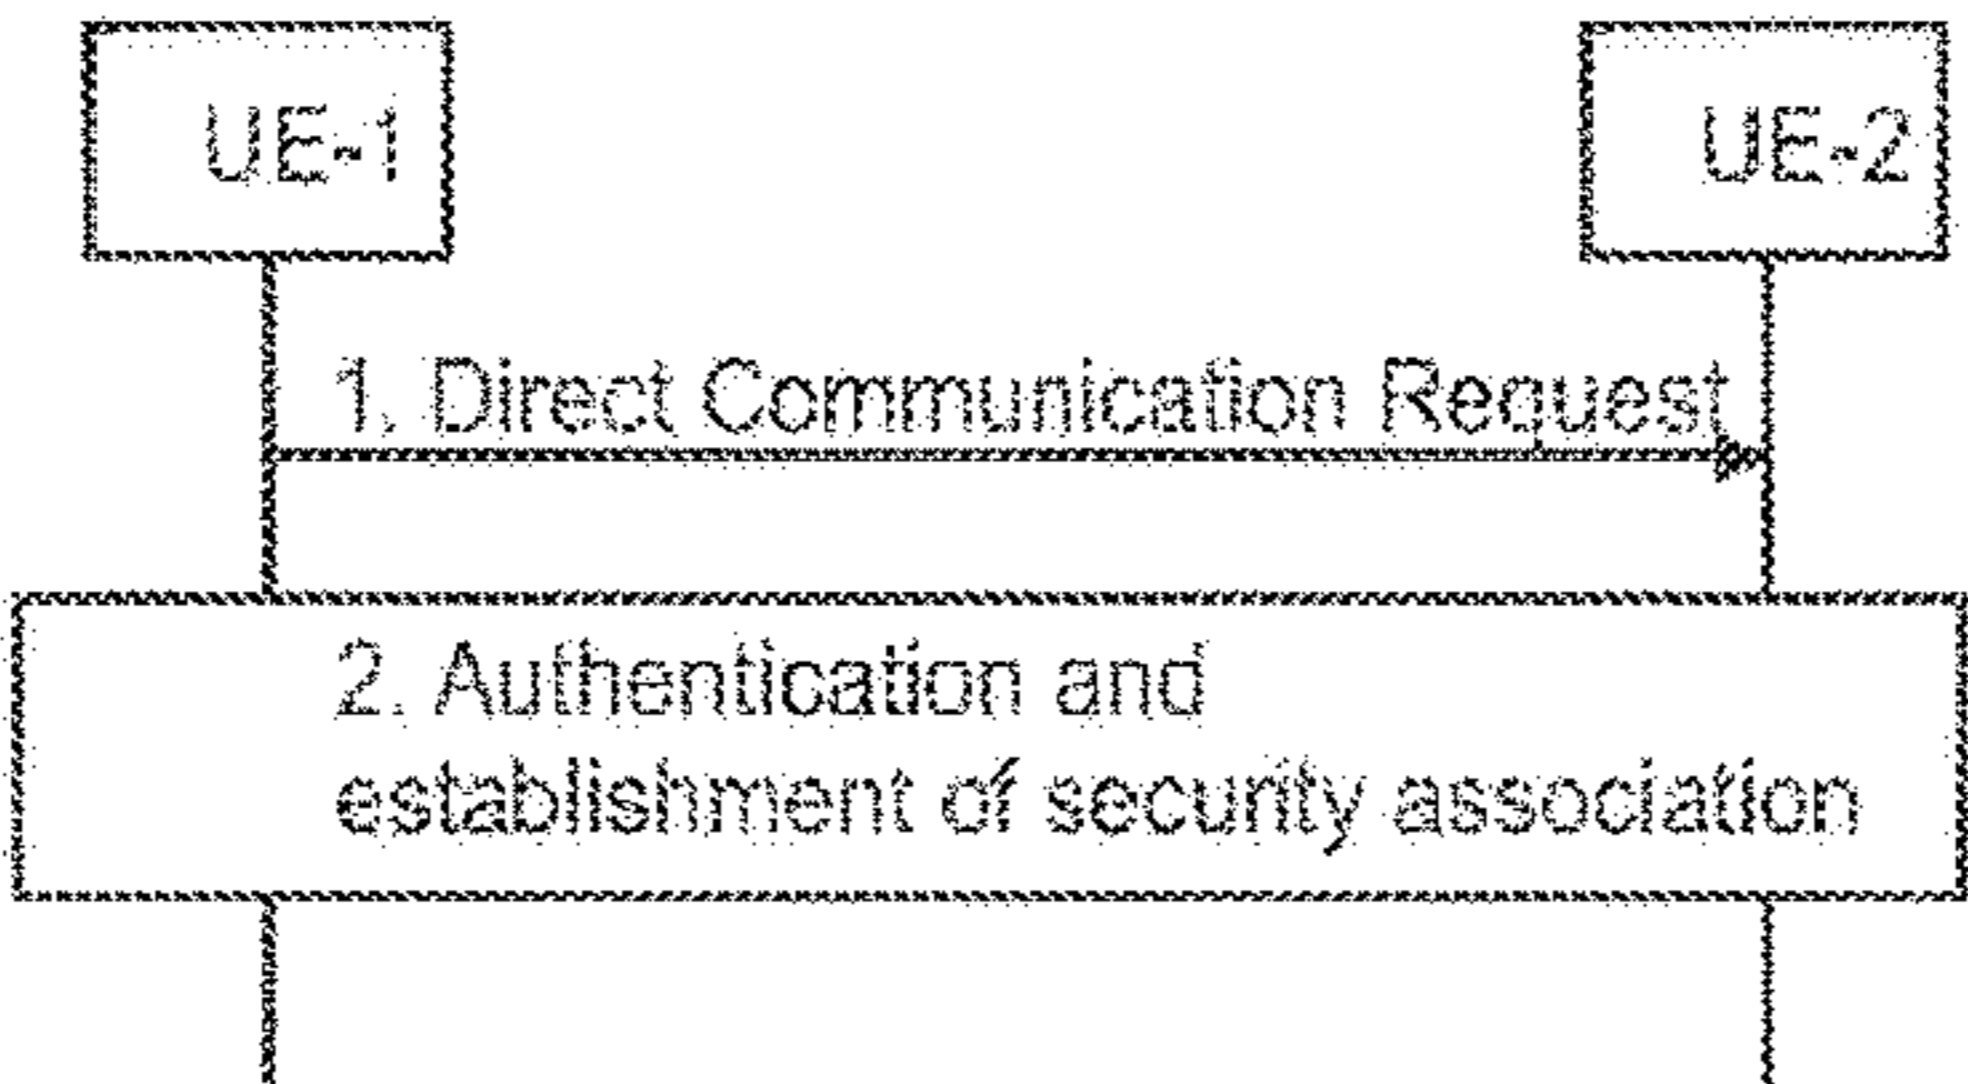 UE-1
UE-2
1. Direct Communication Request
2. Authentication and
establishment of security association